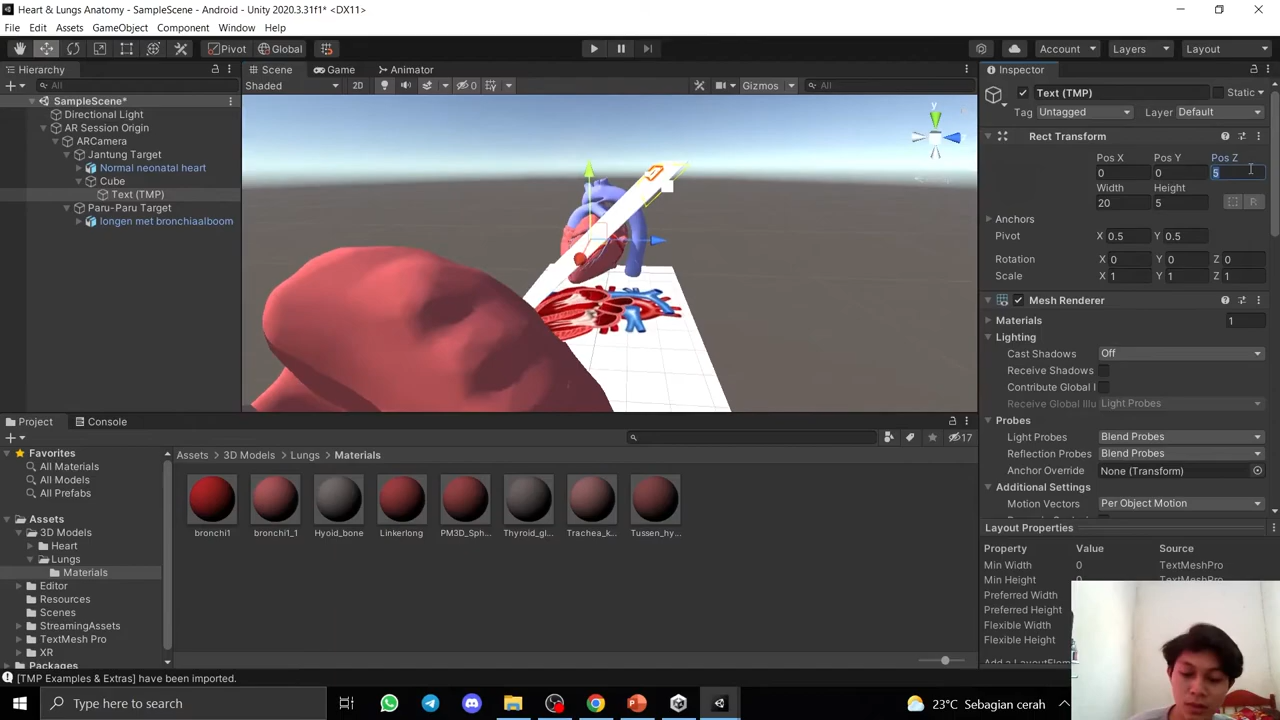 Heart & Lungs Anatomy - SampleScene - Android - Unity 2020.3.31f1* <DX11>
File Edit Assets GameObject Component Window Help
Pivot Global Account Layers Layout
Hierarchy Scene Game Animator Inspector
All Shaded 2D 0 Gizmos All Text (TMP) Static
SampleScene*
Tag Untagged Layer Default
Directional Light
AR Session Origin
Rect Transform
ARCamera
Jantung Target
Pos X Pos Y Pos Z
Normal neonatal heart
0 0 5
Cube
Width Height
Text (TMP)
20 5 R
Paru-Paru Target
longen met bronchiaalboom
Anchors
Pivot X 0.5 Y 0.5
Rotation X 0 Y 0 Z 0
Scale X 1 Y 1 Z 1
Mesh Renderer
Materials 1
Lighting
Cast Shadows Off
Receive Shadows
Contribute Global I
Receive Global Illu Light Probes
Probes
Light Probes Blend Probes
Reflection Probes Blend Probes
Anchor Override None (Transform)
Additional Settings
Motion Vectors Per Object Motion
Layout Properties
Property Value Source
Min Width 0 TextMeshPro
Min Height 0 TextMeshPro
Preferred Width
Preferred Height
Flexible Width
Flexible Height
y
Project Console
17
Favorites
All Materials
All Models
All Prefabs
Assets
3D Models
Heart
Lungs
Materials
Editor
Resources
Scenes
StreamingAssets
TextMesh Pro
XR
Packages
Assets 3D Models Lungs Materials
bronchi1 bronchi1_1 Hyoid_bone Linkerlong PM3D_Sph... Thyroid_gl... Trachea_k... Tussen_hy...
[TMP Examples & Extras] have been imported.
Type here to search
23°C Sebagian cerah